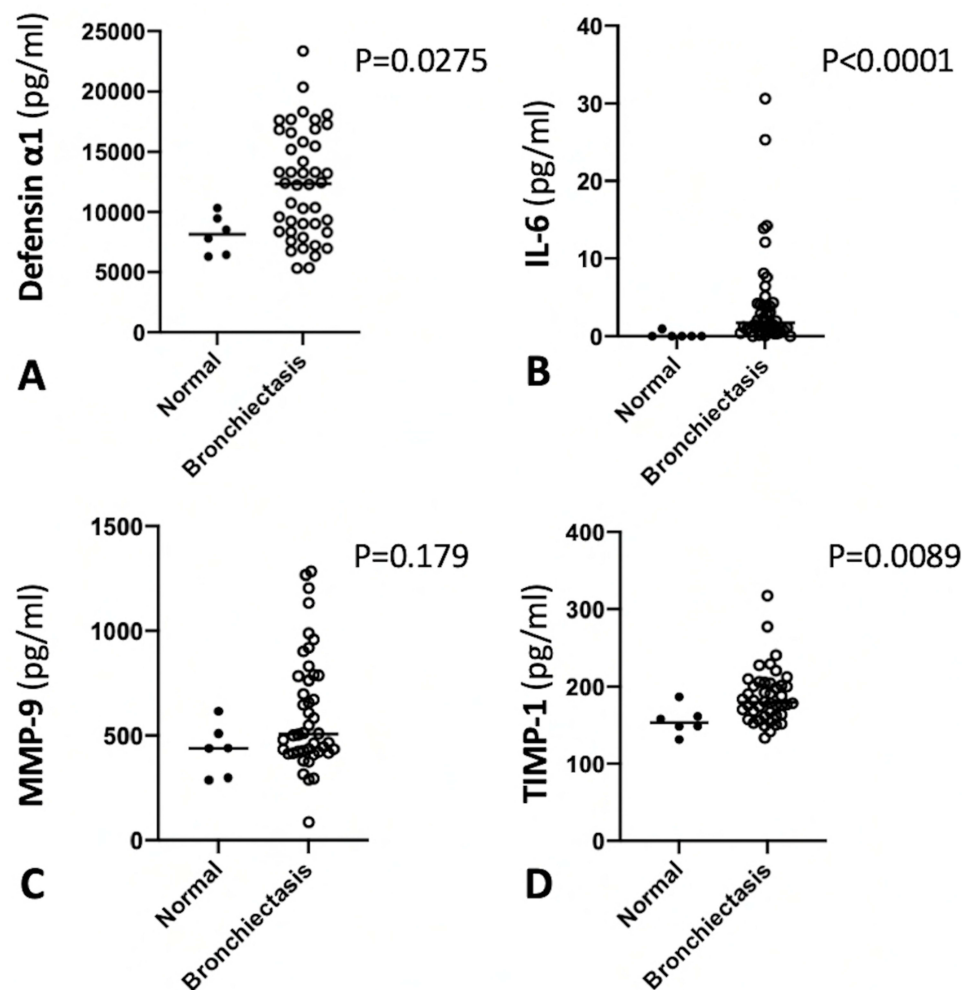 Defensin α1 (pg/ml)
25000
20000
15000
10000
5000
0
P=0.0275
Normal
Bronchiectasis
A
IL-6 (pg/ml)
40
30
20
10
0
P<0.0001
Normal
Bronchiectasis
B
MMP-9 (pg/ml)
1500
1000
500
0
P=0.179
Normal
Bronchiectasis
C
TIMP-1 (pg/ml)
400
300
200
100
0
P=0.0089
Normal
Bronchiectasis
D